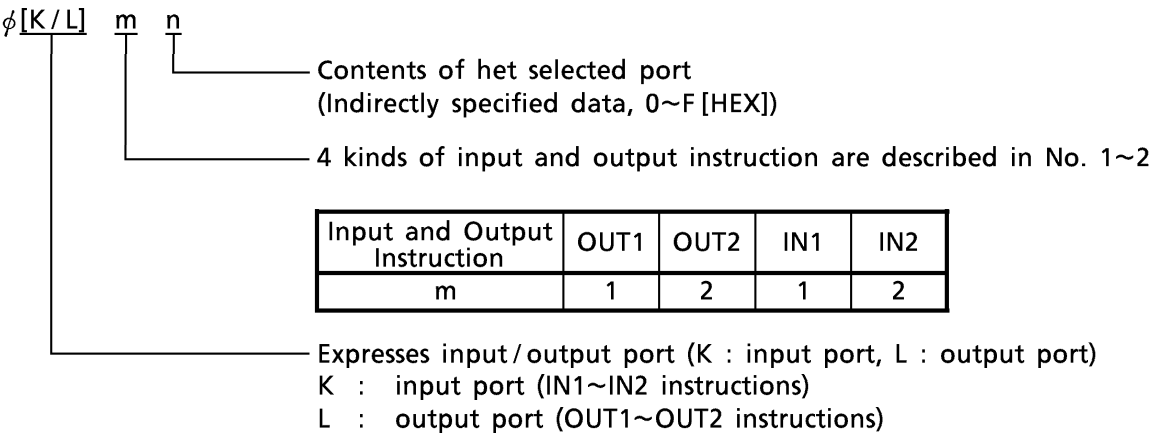 ϕ[K/L] m n
Contents of het selected port
(Indirectly specified data, 0~F [HEX])
4 kinds of input and output instruction are described in No. 1~2
Input and Output
Instruction OUT1 OUT2 IN1 IN2
m 1 2 1 2
Expresses input/output port (K : input port, L : output port)
K : input port (IN1~IN2 instructions)
L : output port (OUT1~OUT2 instructions)